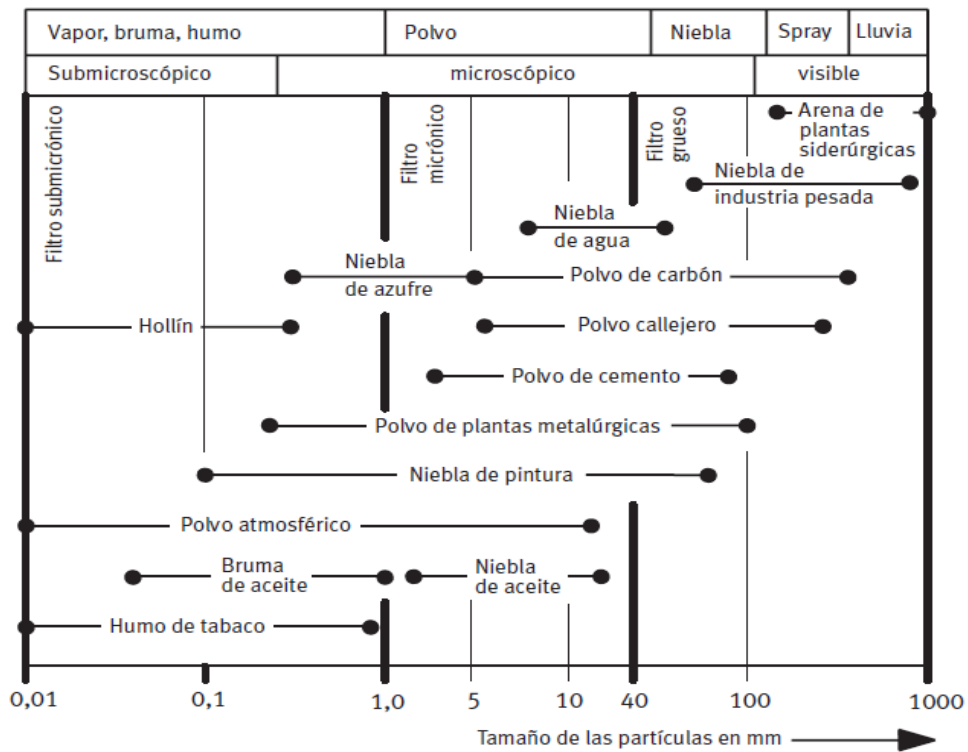 Vapor, bruma, humo
Polvo
Niebla
Spray
Lluvia
Submicroscópico
microscópico
visible
Filtro submicrónico
Filtro
micrónico
Filtro
grueso
Arena de
plantas
siderúrgicas
Niebla de
industria pesada
Niebla
de agua
Niebla
de azufre
Polvo de carbón
Hollín
Polvo callejero
Polvo de cemento
Polvo de plantas metalúrgicas
Niebla de pintura
Polvo atmosférico
Bruma
de aceite
Niebla
de aceite
Humo de tabaco
0,01
0,1
1,0
5
10
40
100
1000
Tamaño de las partículas en mm